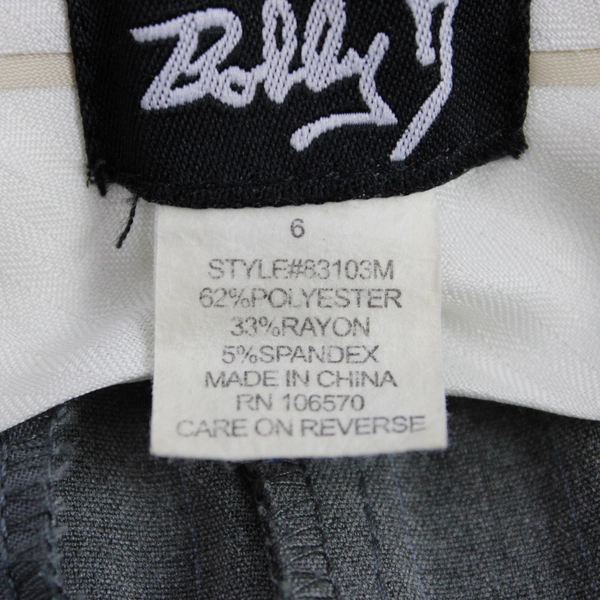 Bobby
6
STYLE#83103M
62%POLYESTER
33%RAYON
5%SPANDEX
MADE IN CHINA
RN 106570
CARE ON REVERSE